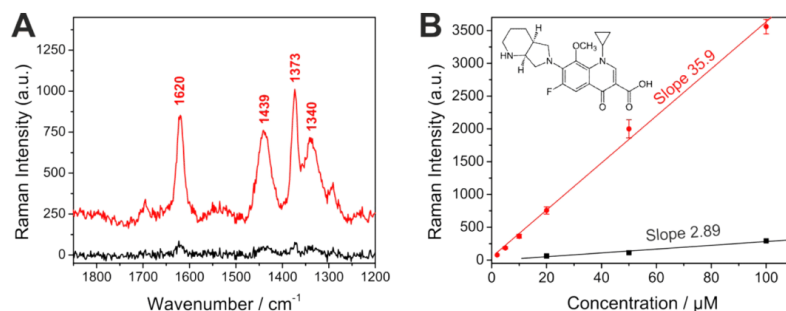 A
Raman Intensity (a.u.)
1250
1000
750
500
250
0
1620
1439
1373
1340
1800
1700
1600
1500
1400
1300
1200
Wavenumber / cm⁻¹
B
Raman Intensity (a.u.)
3500
3000
2500
2000
1500
1000
500
0
H
HN
H
N
OCH₃
N
F
O
O
OH
Slope 35.9
Slope 2.89
0
20
40
60
80
100
Concentration / µM